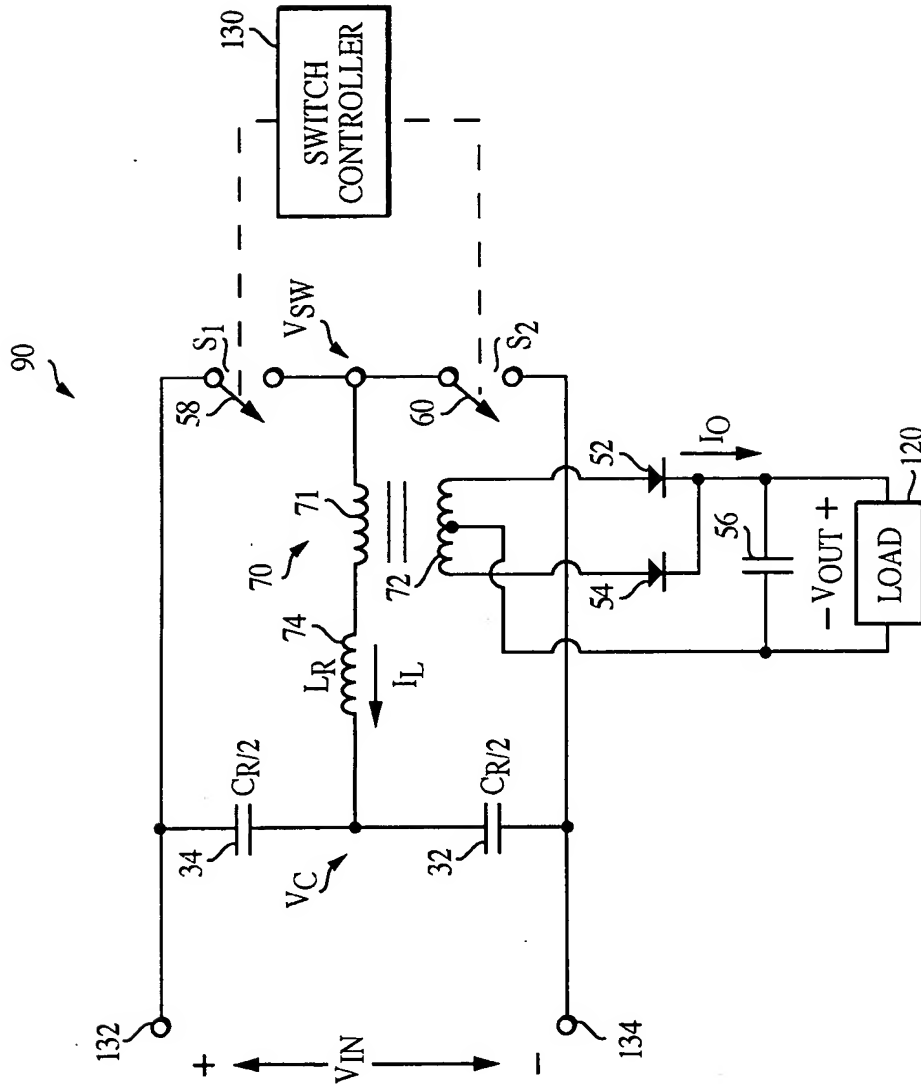 90
130
SWITCH
CONTROLLER
132
+
VIN
−
134
34
CR/2
VC
32
CR/2
74
LR
IL
70
71
72
58
S1
VSW
60
S2
54
52
IO
56
− VOUT +
LOAD
120